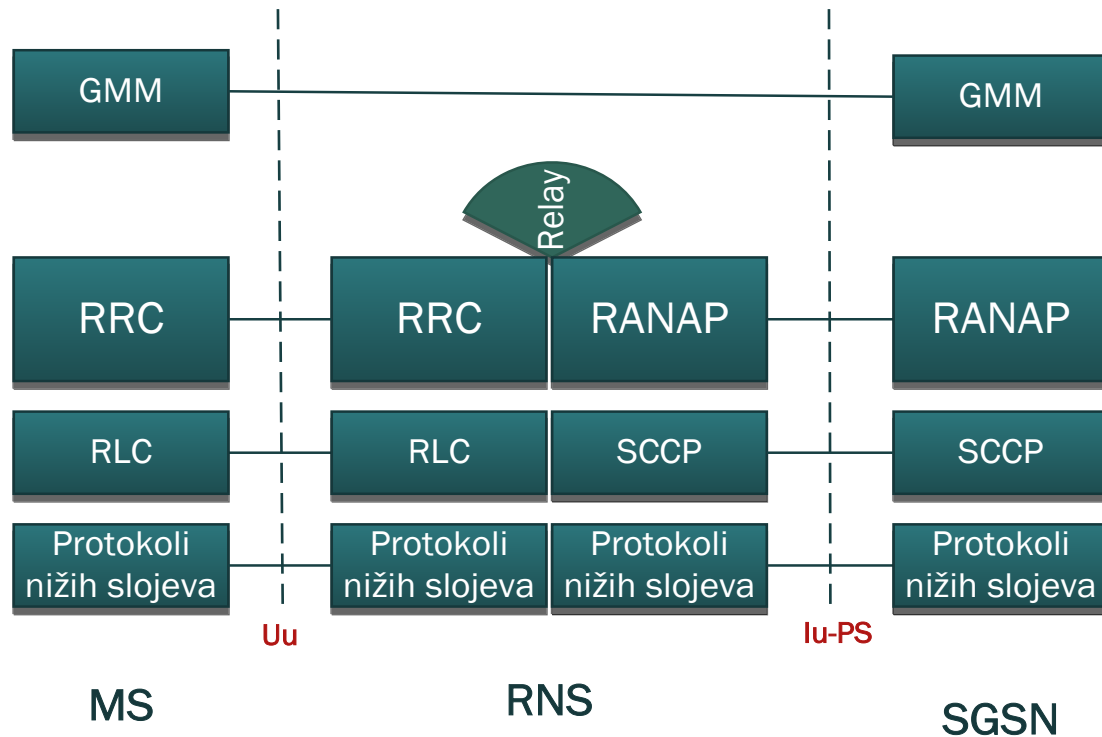 GMM
GMM
Relay
RRC
RRC
RANAP
RANAP
RLC
RLC
SCCP
SCCP
Protokoli
nižih slojeva
Protokoli
nižih slojeva
Protokoli
nižih slojeva
Protokoli
nižih slojeva
Uu
Iu-PS
MS
RNS
SGSN